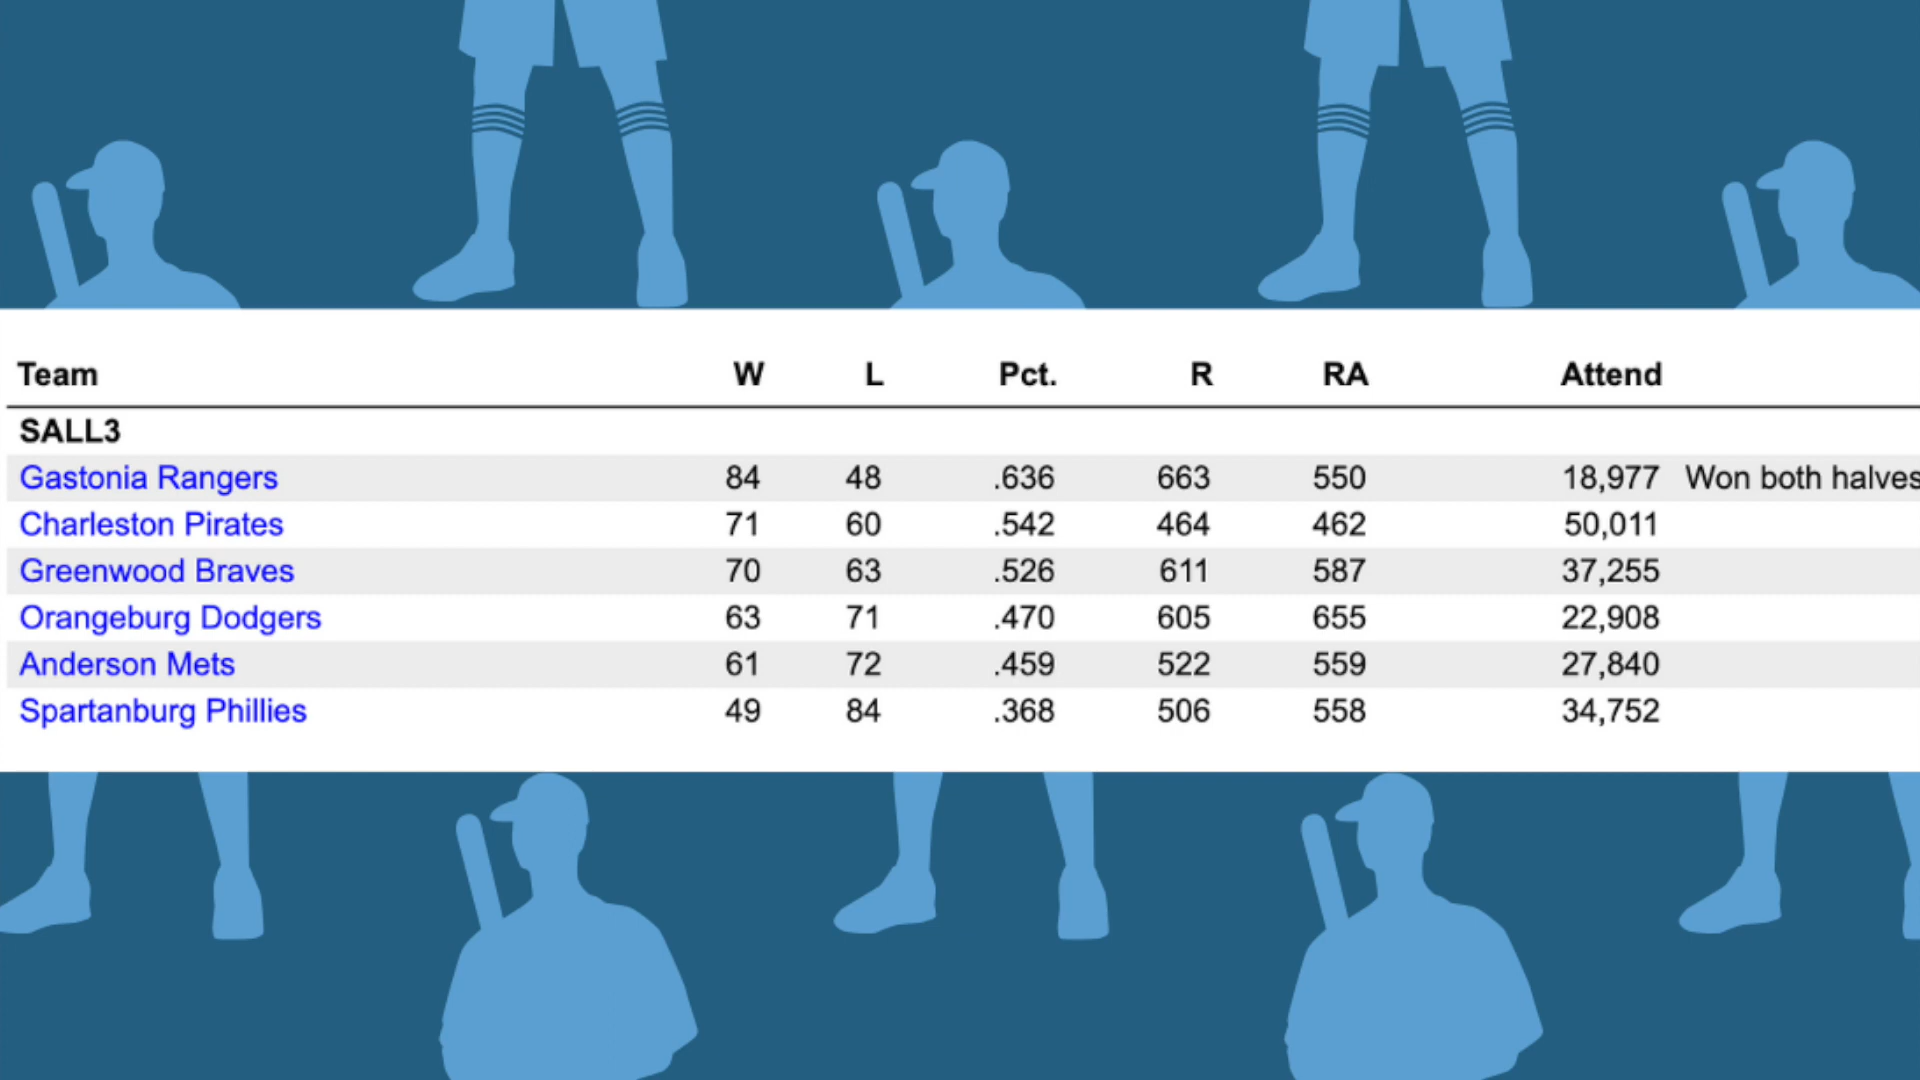 Team W L Pct. R RA Attend
SALL3
Gastonia Rangers 84 48 .636 663 550 18,977 Won both halves
Charleston Pirates 71 60 .542 464 462 50,011
Greenwood Braves 70 63 .526 611 587 37,255
Orangeburg Dodgers 63 71 .470 605 655 22,908
Anderson Mets 61 72 .459 522 559 27,840
Spartanburg Phillies 49 84 .368 506 558 34,752